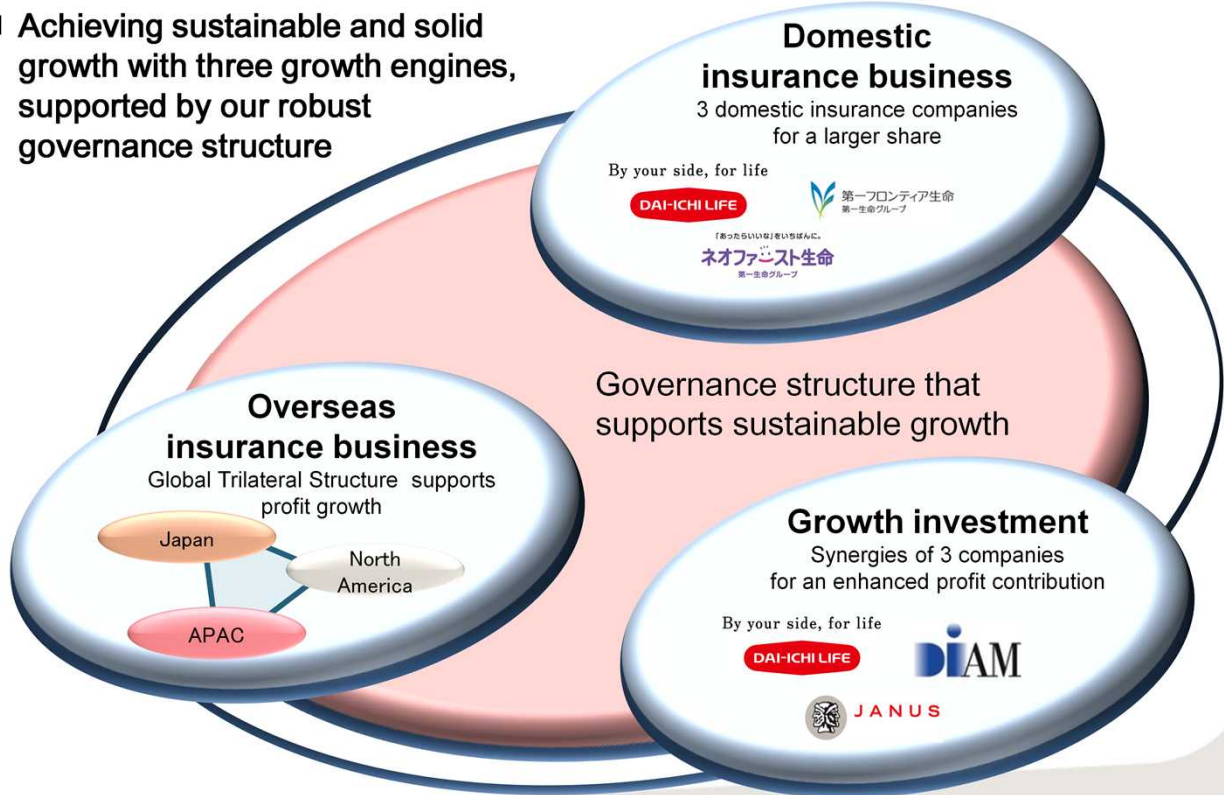 Achieving sustainable and solid
growth with three growth engines,
supported by our robust
governance structure
Domestic
insurance business
3 domestic insurance companies
for a larger share
By your side, for life
DAI-ICHI LIFE
第一フロンティア生命
第一生命グループ
「あったらいいな」をいちばんに。
ネオファースト生命
第一生命グループ
Governance structure that
supports sustainable growth
Overseas
insurance business
Global Trilateral Structure supports
profit growth
Japan
North
America
APAC
Growth investment
Synergies of 3 companies
for an enhanced profit contribution
By your side, for life
DAI-ICHI LIFE
DIAM
JANUS